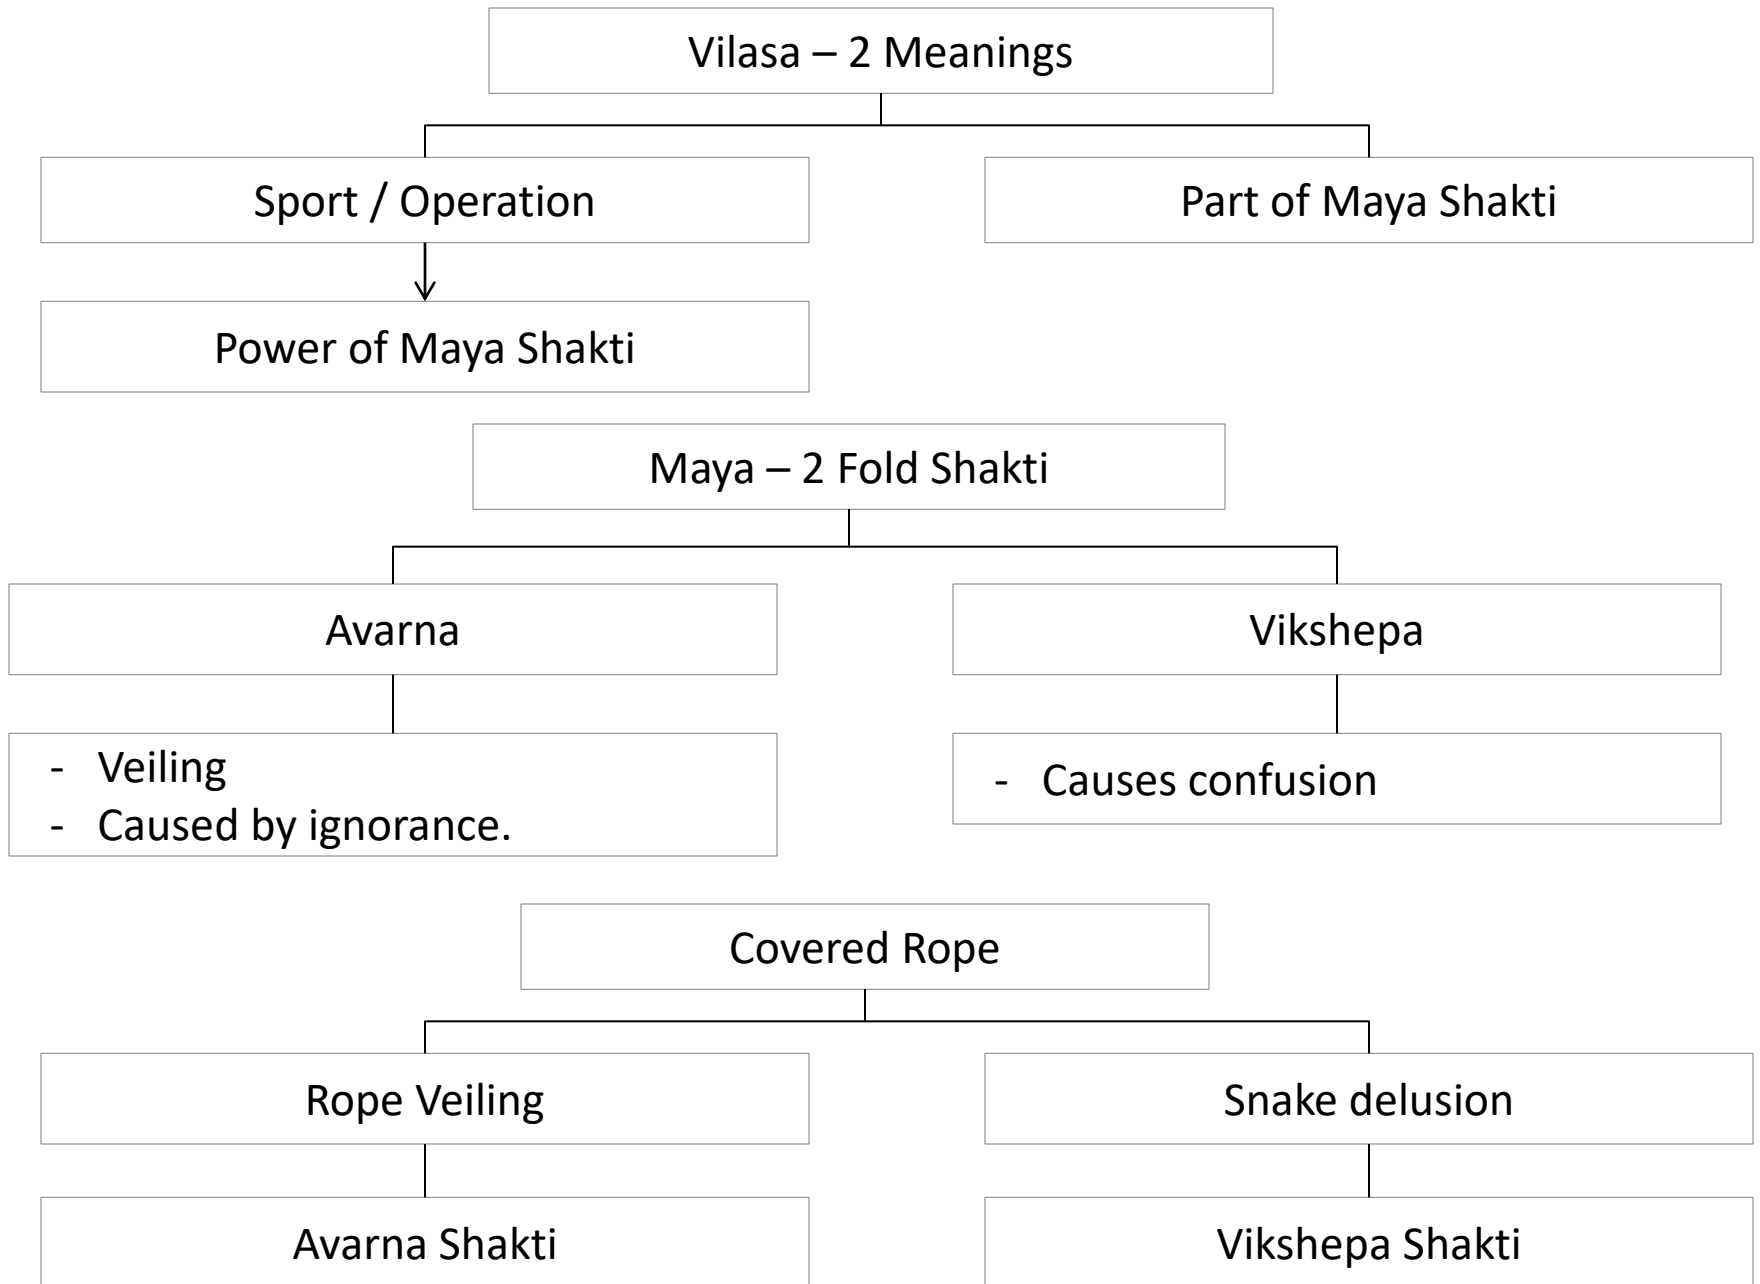 Vilasa – 2 Meanings
Sport / Operation
Part of Maya Shakti
Power of Maya Shakti
Maya – 2 Fold Shakti
Avarna
Vikshepa
- Veiling
- Caused by ignorance.
- Causes confusion
Covered Rope
Rope Veiling
Snake delusion
Avarna Shakti
Vikshepa Shakti